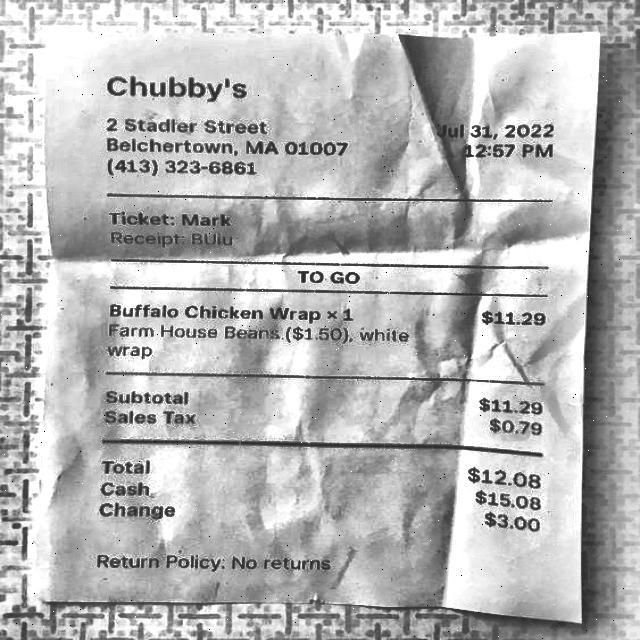 Chubby's
2 Stadler Street
Belchertown, MA 01007
(413) 323-6861
Jul 31, 2022
12:57 PM
Ticket: Mark
Receipt: BUiu
TO GO
Buffalo Chicken Wrap × 1 $11.29
Farm House Beans ($1.50), white
wrap
Subtotal $11.29
Sales Tax $0.79
Total $12.08
Cash $15.08
Change $3.00
Return Policy: No returns